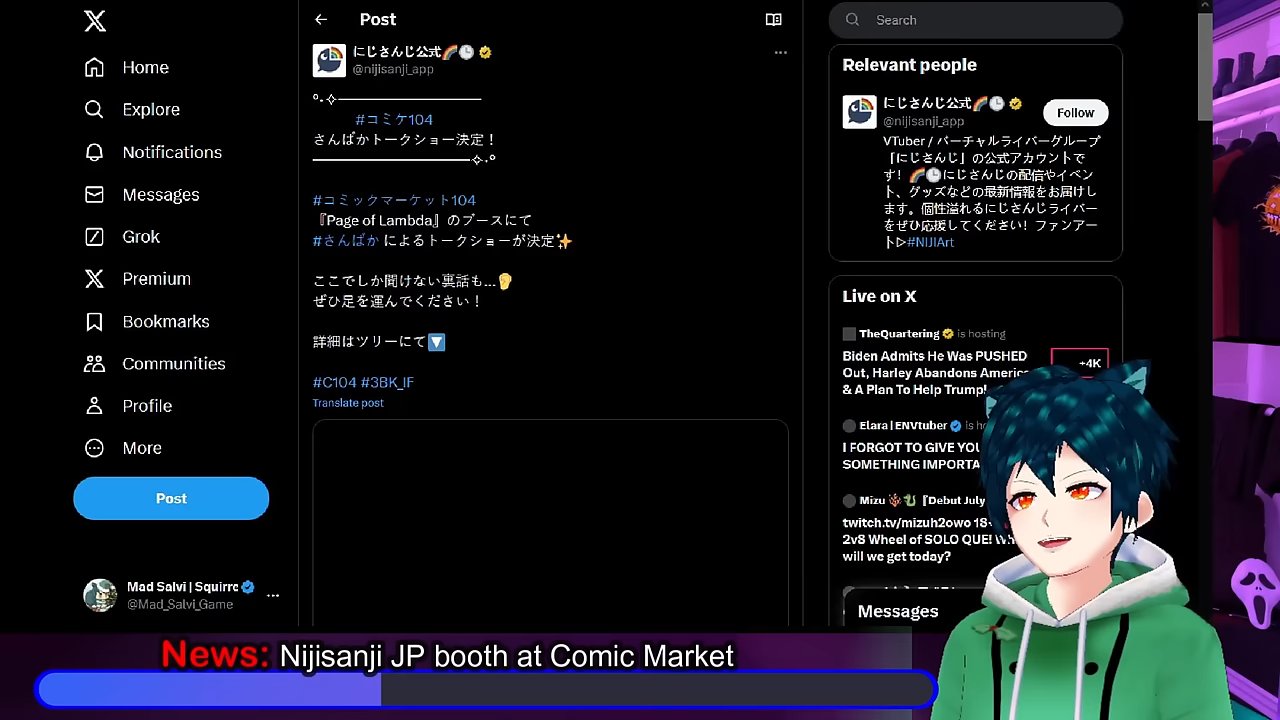 Home
Explore
Notifications
Messages
Grok
Premium
Bookmarks
Communities
Profile
More
Post
Mad Salvi | Squirre
@Mad_Salvi_Game
Post
にじさんじ公式🌈🕒
@nijisanji_app
#コミケ104
さんばかトークショー決定！
#コミックマーケット104
『Page of Lambda』のブースにて
#さんばか によるトークショーが決定✨
ここでしか聞けない裏話も...👂
ぜひ足を運んでください！
詳細はツリーにて🔽
#C104 #3BK_IF
Translate post
Search
Relevant people
にじさんじ公式🌈🕒
@nijisanji_app
Follow
VTuber / バーチャルライバーグループ
『にじさんじ』の公式アカウントで
す！🌈🕒にじさんじの配信やイベン
ト、グッズなどの最新情報をお届けし
ます。個性溢れるにじさんじライバー
をぜひ応援してください！ファンアー
ト▷#NIJIArt
Live on X
TheQuartering is hosting
Biden Admits He Was PUSHED
Out, Harley Abandons America
& A Plan To Help Trump!
+4K
Elara | ENVtuber is ho
I FORGOT TO GIVE YOU
SOMETHING IMPORTA
Mizu 『Debut July
twitch.tv/mizuh2owo 18+
2v8 Wheel of SOLO QUE!
will we get today?
Messages
News: Nijisanji JP booth at Comic Market